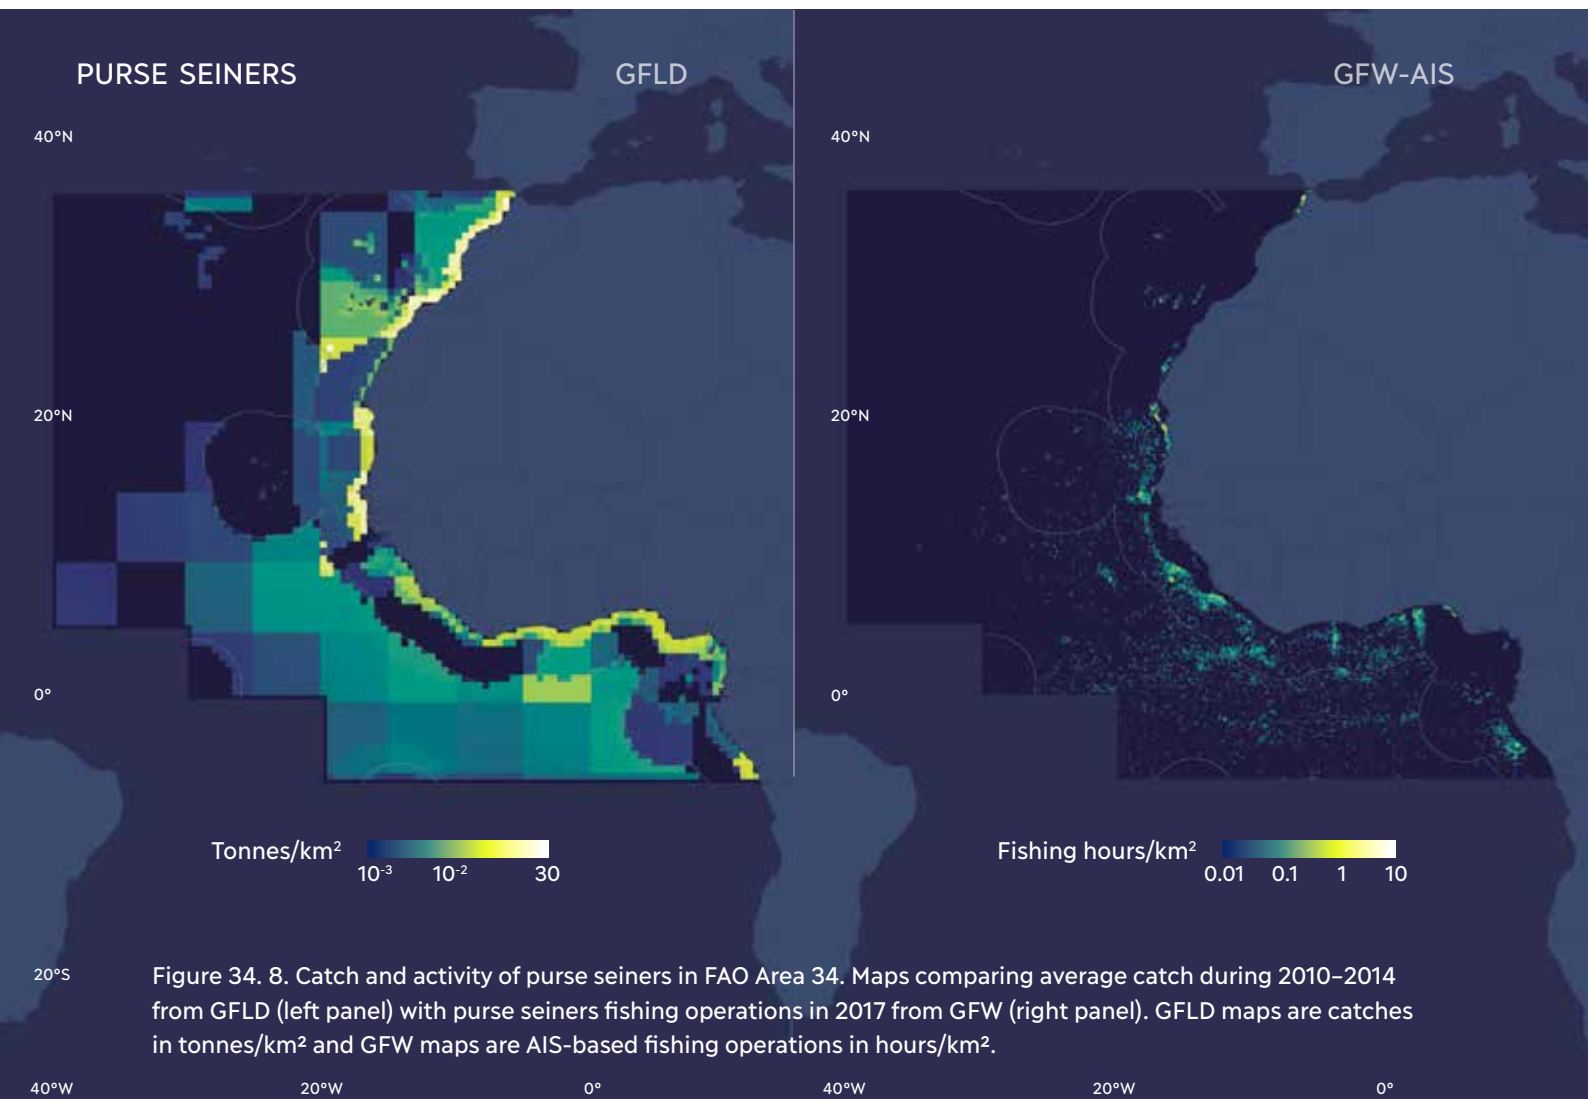 PURSE SEINERS
GFLD
GFW-AIS
40°N
40°N
20°N
20°N
0°
0°
Tonnes/km²
10⁻³ 10⁻² 30
Fishing hours/km²
0.01 0.1 1 10
20°S
Figure 34. 8. Catch and activity of purse seiners in FAO Area 34. Maps comparing average catch during 2010–2014
from GFLD (left panel) with purse seiners fishing operations in 2017 from GFW (right panel). GFLD maps are catches
in tonnes/km² and GFW maps are AIS-based fishing operations in hours/km².
40°W 20°W 0° 40°W 20°W 0°